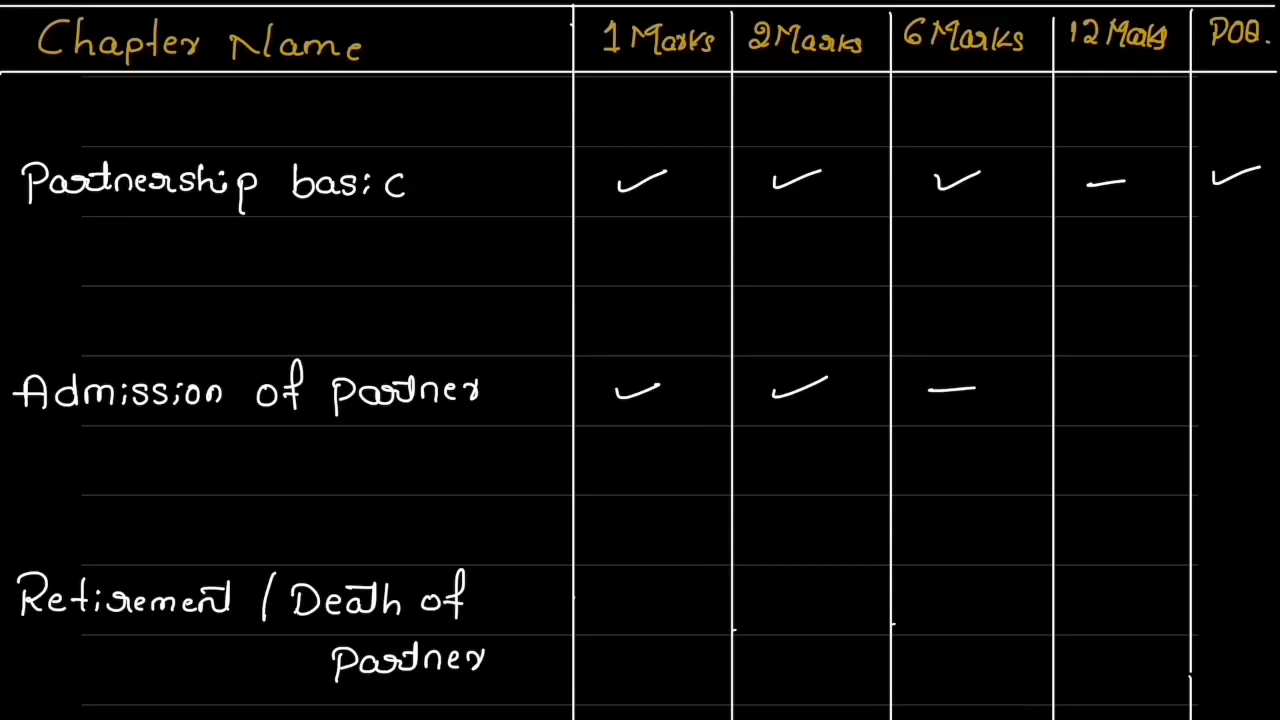 Chapter Name 1 Marks 2 Marks 6 Marks 12 Marks POQ.
Partnership basic ✓ ✓ ✓ — ✓
Admission of partner ✓ ✓ —
Retirement / Death of
partner